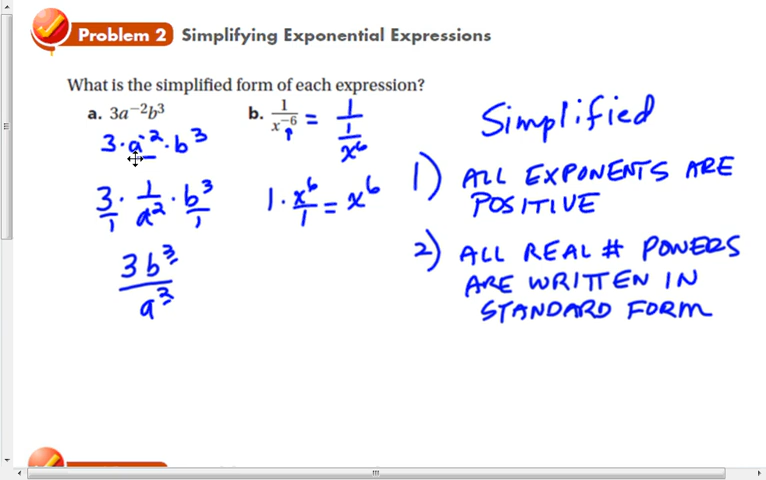 Problem 2 Simplifying Exponential Expressions
What is the simplified form of each expression?
a. 3a⁻²b³ b. 1/x⁻⁶ = 1/(1/x⁶)
3 · a⁻² · b³
3/1 · 1/a² · b³/1
3b³/a²
1 · x⁶/1 = x⁶
Simplified
1) ALL EXPONENTS ARE
POSITIVE
2) ALL REAL # POWERS
ARE WRITTEN IN
STANDARD FORM